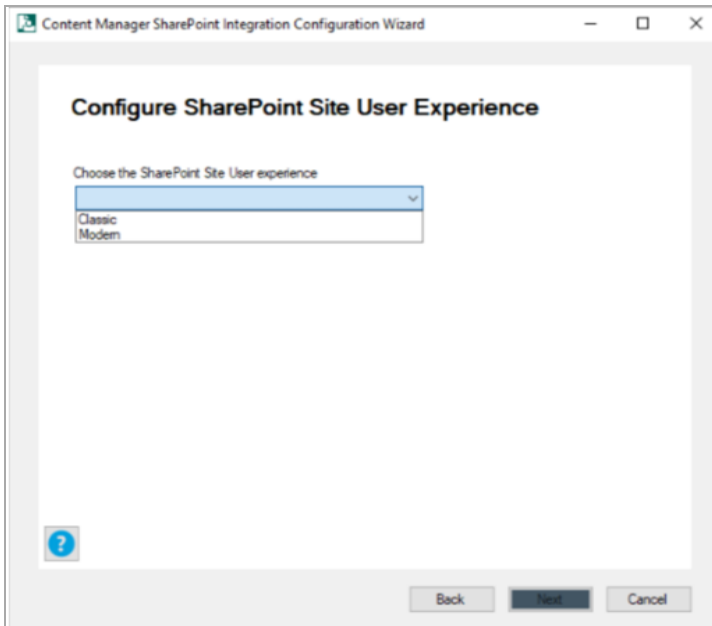 Content Manager SharePoint Integration Configuration Wizard
Configure SharePoint Site User Experience
Choose the SharePoint Site User experience
Classic
Modern
?
Back Next Cancel